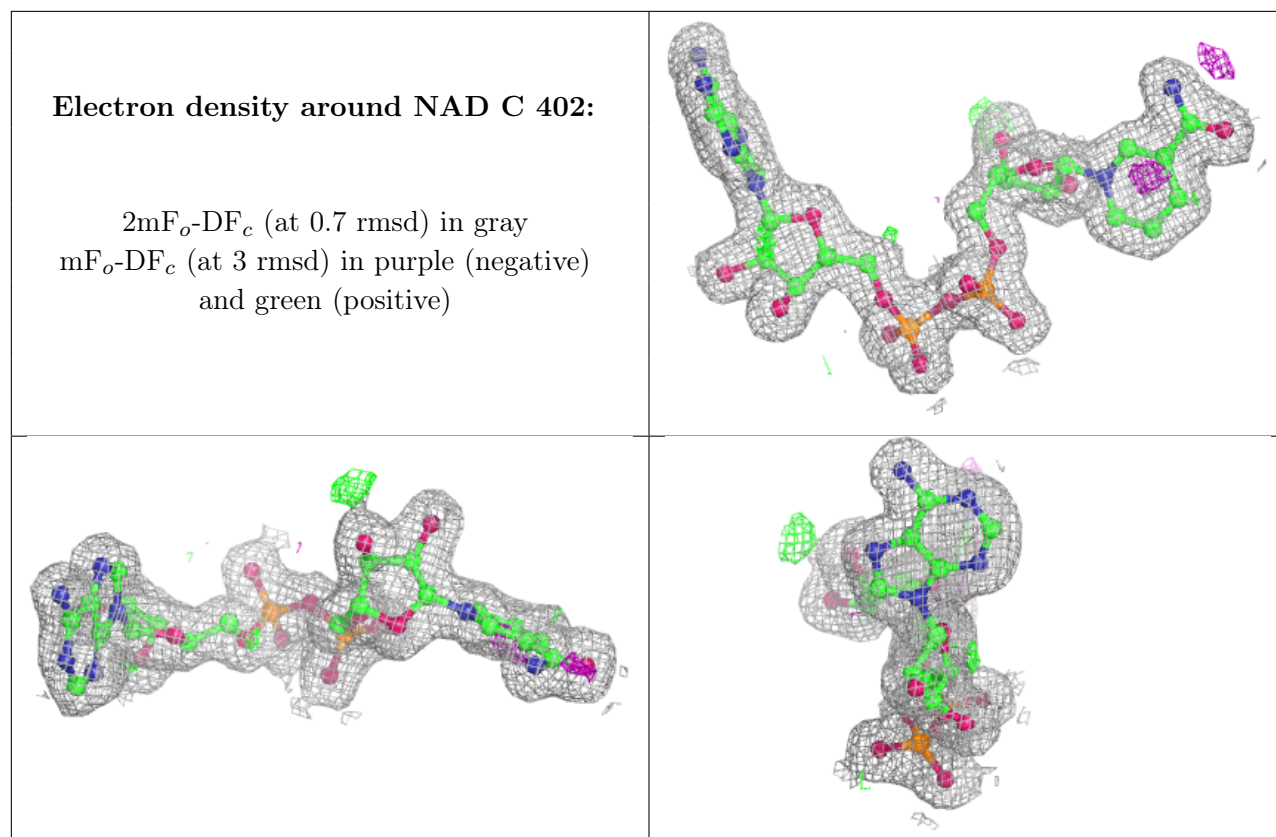 Electron density around NAD C 402:
2mFo-DFc (at 0.7 rmsd) in gray
mFo-DFc (at 3 rmsd) in purple (negative)
and green (positive)